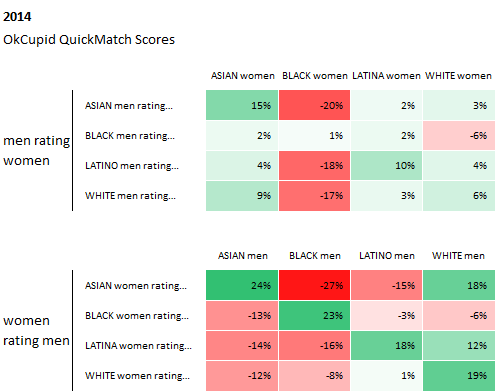 2014
OkCupid QuickMatch Scores
ASIAN women BLACK women LATINA women WHITE women
men rating women
ASIAN men rating... 15% -20% 2% 3%
BLACK men rating... 2% 1% 2% -6%
LATINO men rating... 4% -18% 10% 4%
WHITE men rating... 9% -17% 3% 6%
ASIAN men BLACK men LATINO men WHITE men
women rating men
ASIAN women rating... 24% -27% -15% 18%
BLACK women rating... -13% 23% -3% -6%
LATINA women rating... -14% -16% 18% 12%
WHITE women rating... -12% -8% 1% 19%